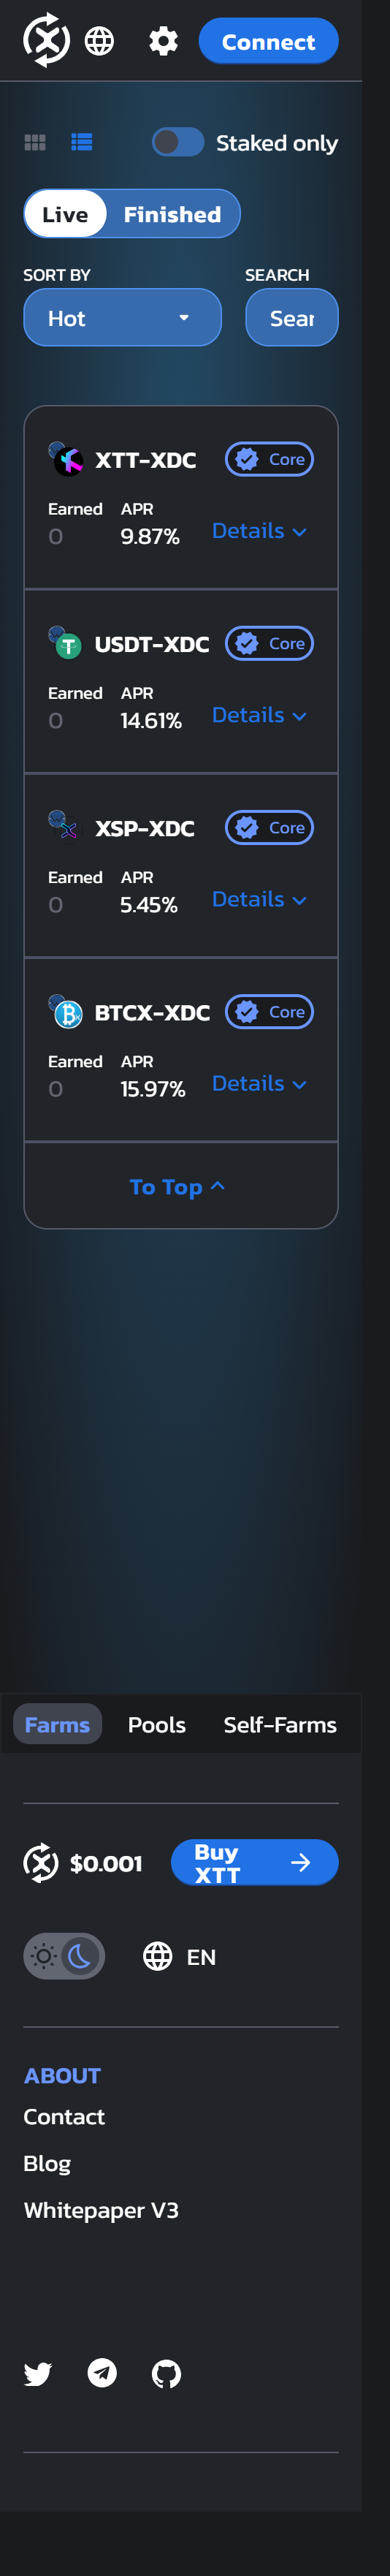 Connect
Staked only
Live Finished
SORT BY SEARCH
Hot Sear
XTT-XDC Core
Earned APR
0 9.87% Details
USDT-XDC Core
Earned APR
0 14.61% Details
XSP-XDC Core
Earned APR
0 5.45% Details
BTCX-XDC Core
Earned APR
0 15.97% Details
To Top
Farms Pools Self-Farms
$0.001 Buy XTT
EN
ABOUT
Contact
Blog
Whitepaper V3